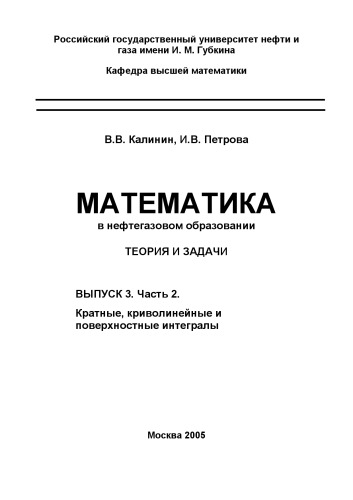 Российский государственный университет нефти и
газа имени И. М. Губкина
Кафедра высшей математики
В.В. Калинин, И.В. Петрова
МАТЕМАТИКА
в нефтегазовом образовании
ТЕОРИЯ И ЗАДАЧИ
ВЫПУСК 3. Часть 2.
Кратные, криволинейные и
поверхностные интегралы
Москва 2005